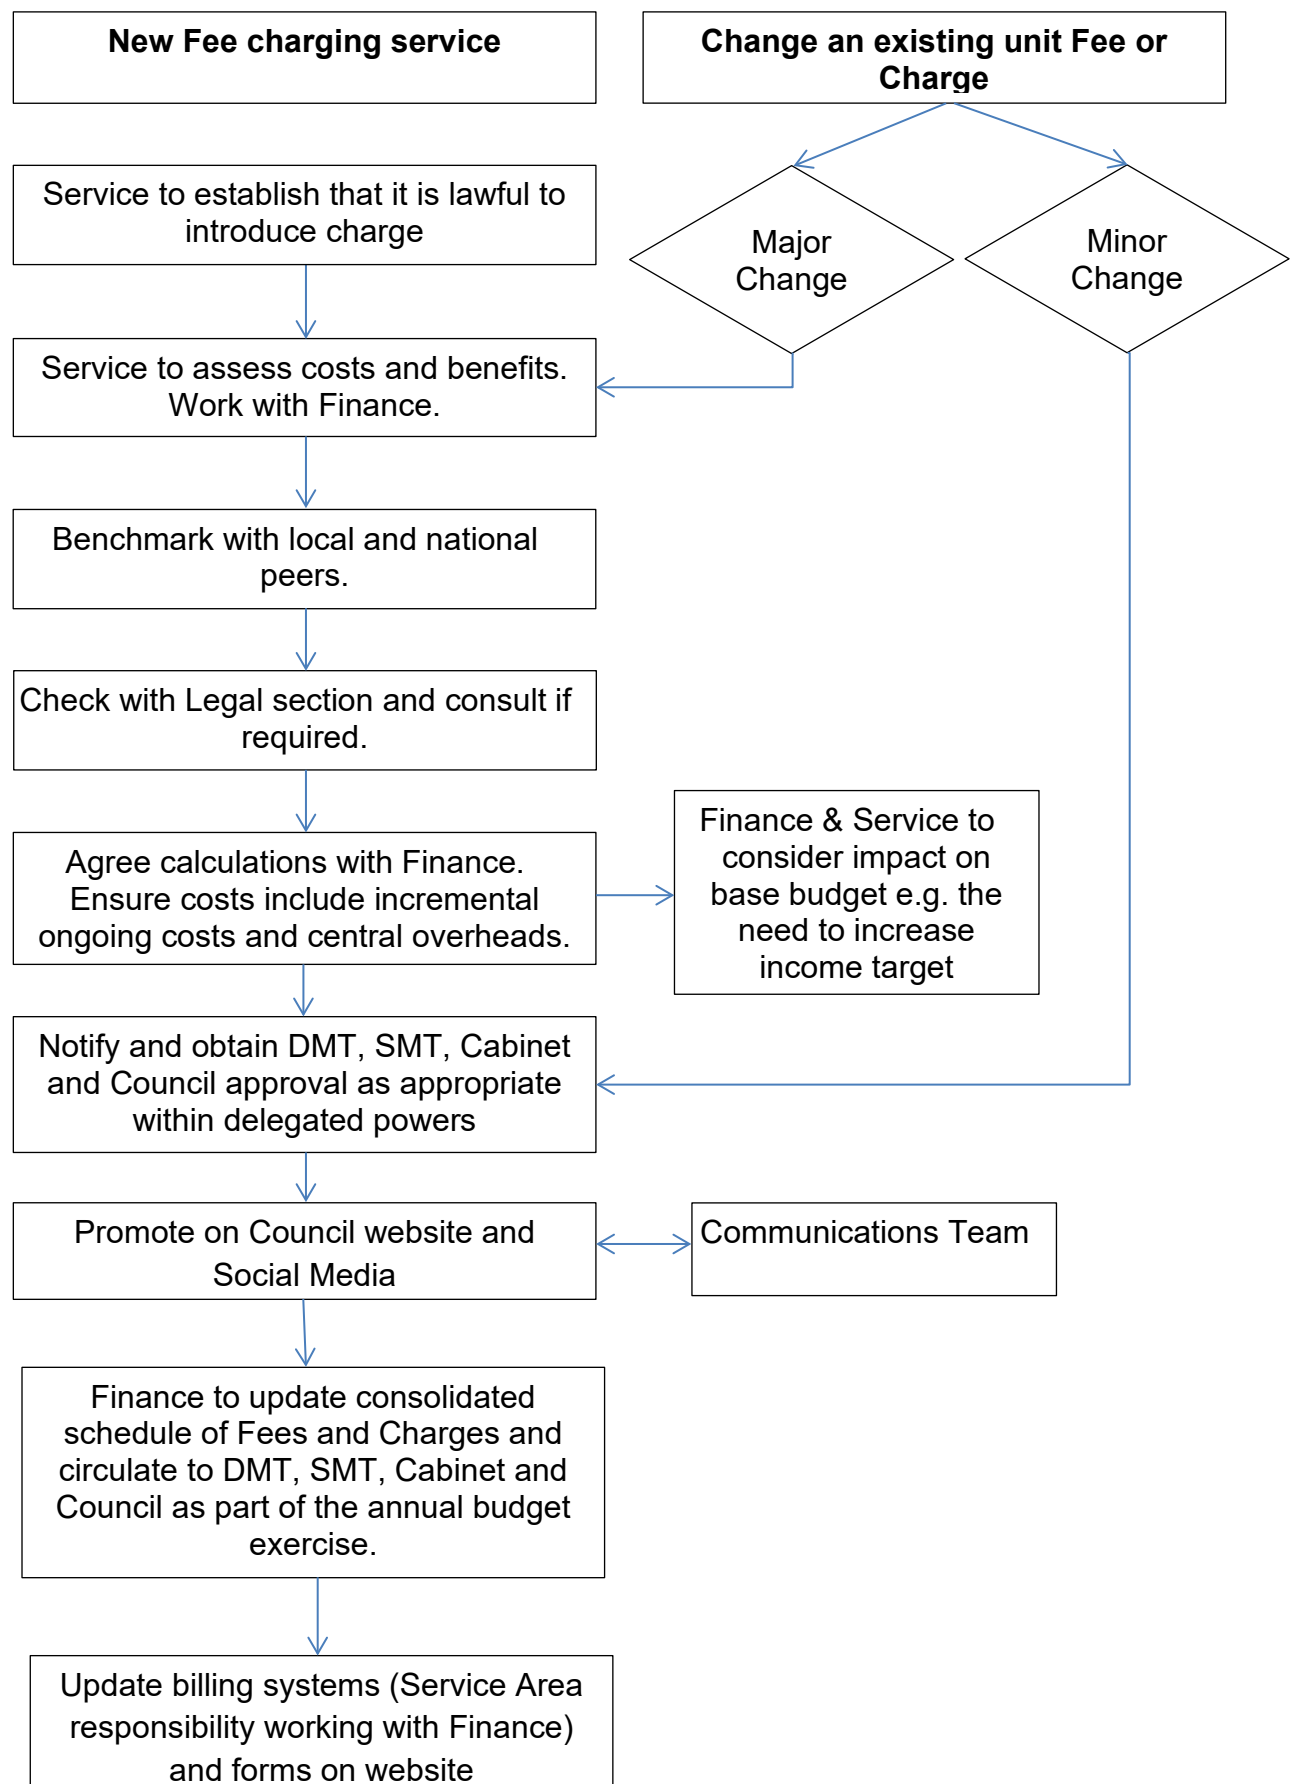 New Fee charging service
Change an existing unit Fee or
Charge
Service to establish that it is lawful to
introduce charge
Major
Change
Minor
Change
Service to assess costs and benefits.
Work with Finance.
Benchmark with local and national
peers.
Check with Legal section and consult if
required.
Agree calculations with Finance.
Ensure costs include incremental
ongoing costs and central overheads.
Finance & Service to
consider impact on
base budget e.g. the
need to increase
income target
Notify and obtain DMT, SMT, Cabinet
and Council approval as appropriate
within delegated powers
Promote on Council website and
Social Media
Communications Team
Finance to update consolidated
schedule of Fees and Charges and
circulate to DMT, SMT, Cabinet and
Council as part of the annual budget
exercise.
Update billing systems (Service Area
responsibility working with Finance)
and forms on website